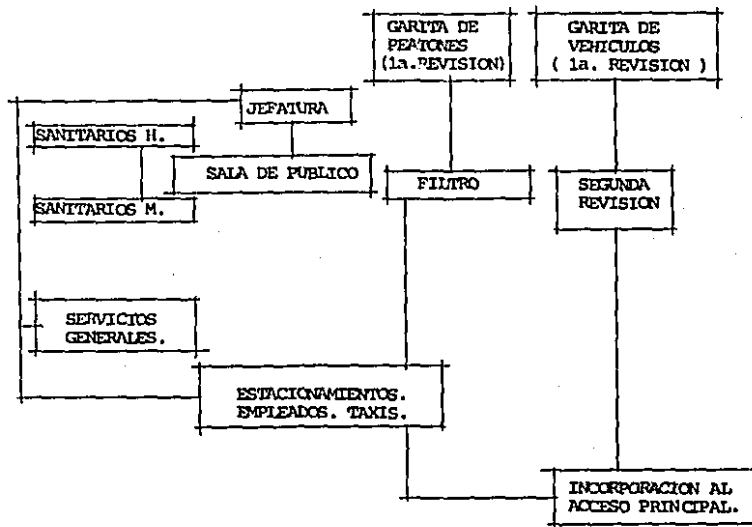 GARITA DE
PEATONES
(1a.REVISION)
GARITA DE
VEHICULOS
( 1a. REVISION )
JEFATURA
SANITARIOS H.
SALA DE PUBLICO
FILTRO
SEGUNDA
REVISION
SANITARIOS M.
SERVICIOS
GENERALES.
ESTACIONAMIENTOS.
EMPLEADOS. TAXIS.
INCORPORACION AL
ACCESO PRINCIPAL.